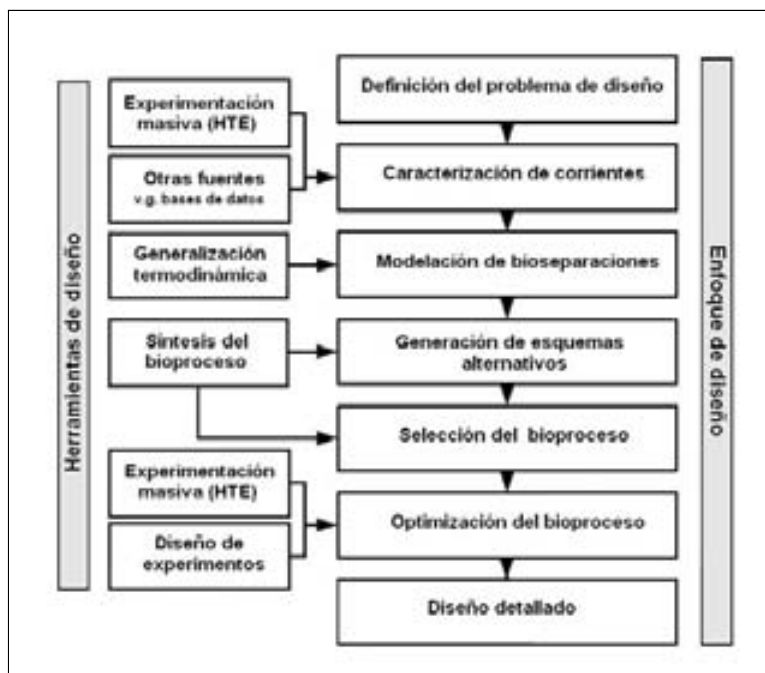 Herramientas de diseño
Experimentación
masiva (HTE)
Otras fuentes
v.g. bases de datos
Generalización
termodinámica
Síntesis del
bioproceso
Experimentación
masiva (HTE)
Diseño de
experimentos
Definición del problema de diseño
Caracterización de corrientes
Modelación de bioseparaciones
Generación de esquemas
alternativos
Selección del bioproceso
Optimización del bioproceso
Diseño detallado
Enfoque de diseño